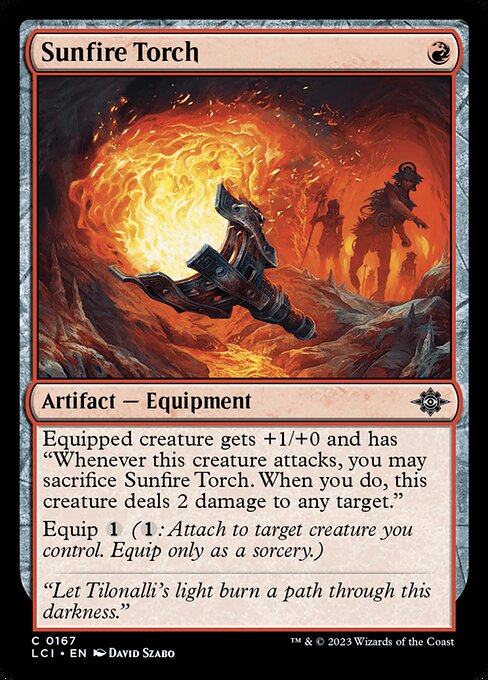 Sunfire Torch
Artifact — Equipment
Equipped creature gets +1/+0 and has
“Whenever this creature attacks, you may
sacrifice Sunfire Torch. When you do, this
creature deals 2 damage to any target.”
Equip 1 (1: Attach to target creature you
control. Equip only as a sorcery.)
“Let Tilonalli’s light burn a path through this
darkness.”
C 0167
LCI • EN DAVID SZABO
™ & © 2023 Wizards of the Coast